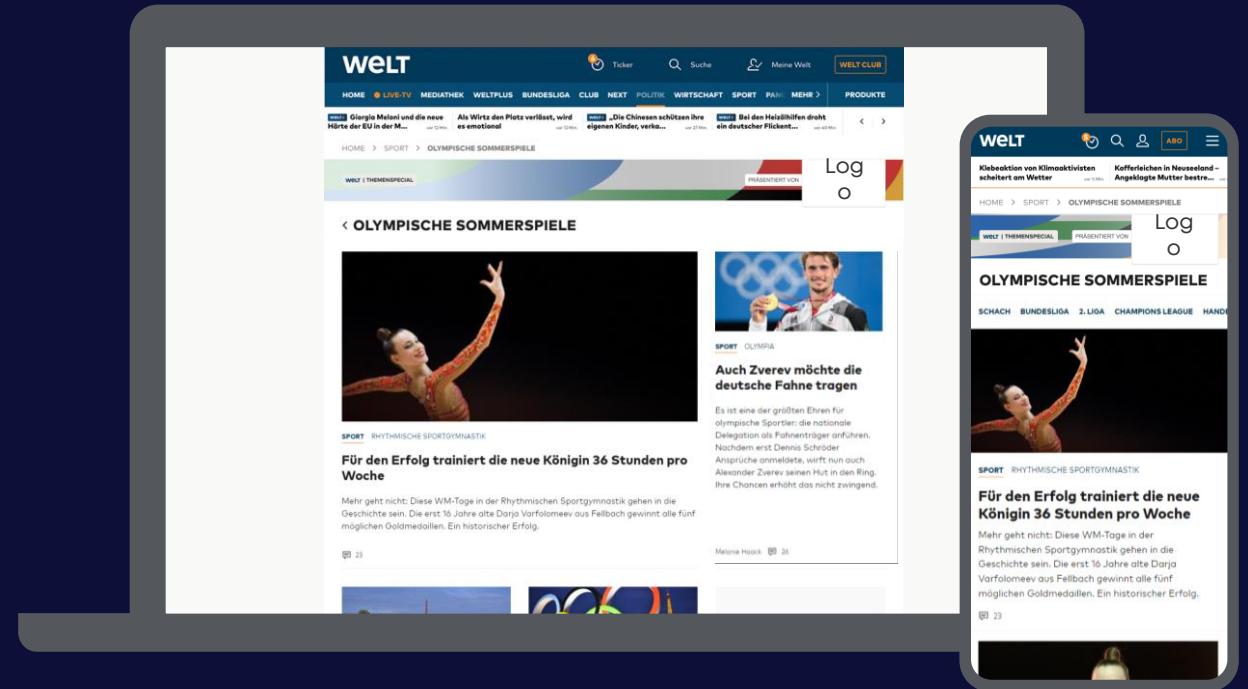 WELT
Ticker
Suche
Meine Welt
WELT CLUB
HOME LIVE-TV MEDIATHEK WELTPLUS BUNDESLIGA CLUB NEXT POLITIK WIRTSCHAFT SPORT PAN MEHR > PRODUKTE
Giorgia Meloni und die neue
Härte der EU in der M...
Als Wirtz den Platz verlässt, wird
es emotional
„Die Chinesen schützen ihre
eigenen Kinder, verka...
Bei den Heizölhilfen droht
ein deutscher Flickent...
HOME > SPORT > OLYMPISCHE SOMMERSPIELE
WELT | THEMENSPECIAL
PRÄSENTIERT VON
Log
o
< OLYMPISCHE SOMMERSPIELE
SPORT RHYTHMISCHE SPORTGYMNASTIK
Für den Erfolg trainiert die neue Königin 36 Stunden pro
Woche
Mehr geht nicht: Diese WM-Tage in der Rhythmischen Sportgymnastik gehen in die
Geschichte sein. Die erst 16 Jahre alte Darja Varfolomeev aus Fellbach gewinnt alle fünf
möglichen Goldmedaillen. Ein historischer Erfolg.
23
SPORT OLYMPIA
Auch Zverev möchte die
deutsche Fahne tragen
Es ist eine der größten Ehren für
olympische Sportler: die nationale
Delegation als Fahnenträger anführen.
Nachdem erst Dennis Schröder
Ansprüche anmeldete, wirft nun auch
Alexander Zverev seinen Hut in den Ring.
Ihre Chancen erhöht das nicht zwingend.
Melanie Haack 26
WELT
ABO
Klebeaktion von Klimaaktivisten
scheitert am Wetter
Kofferleichen in Neuseeland –
Angeklagte Mutter bestre...
HOME > SPORT > OLYMPISCHE SOMMERSPIELE
WELT | THEMENSPECIAL
PRÄSENTIERT VON
Log
o
OLYMPISCHE SOMMERSPIELE
SCHACH BUNDESLIGA 2. LIGA CHAMPIONS LEAGUE HAND
SPORT RHYTHMISCHE SPORTGYMNASTIK
Für den Erfolg trainiert die neue
Königin 36 Stunden pro Woche
Mehr geht nicht: Diese WM-Tage in der
Rhythmischen Sportgymnastik gehen in die
Geschichte sein. Die erst 16 Jahre alte Darja
Varfolomeev aus Fellbach gewinnt alle fünf
möglichen Goldmedaillen. Ein historischer Erfolg.
23